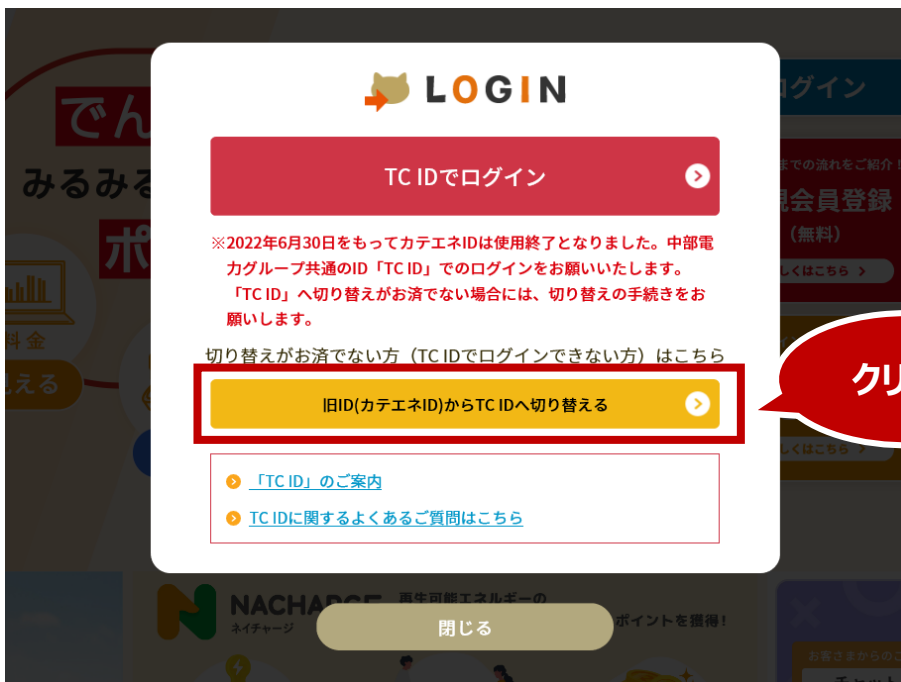 LOGIN
TC IDでログイン
※2022年6月30日をもってカテエネIDは使用終了となりました。中部電
力グループ共通のID「TC ID」でのログインをお願いいたします。
「TC ID」へ切り替えがお済でない場合には、切り替えの手続きをお
願いします。
切り替えがお済でない方（TC IDでログインできない方）はこちら
旧ID(カテエネID)からTC IDへ切り替える
「TC ID」のご案内
TC IDに関するよくあるご質問はこちら
閉じる
クリ
でん
みるみる
ポ
料金
える
ログイン
までの流れをご紹介！
会員登録
（無料）
しくはこちら
しくはこちら
NACHARGE
ネイチャージ
再生可能エネルギーの
ポイントを獲得!
お客さまからのご
チャット